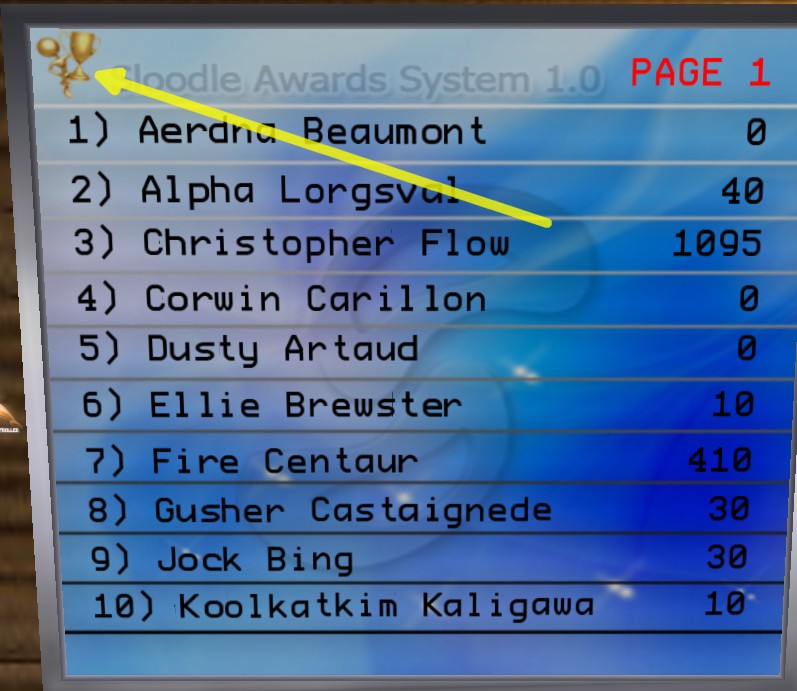 Sloodle Awards System 1.0 PAGE 1
1) Aerdna Beaumont 0
2) Alpha Lorgsval 40
3) Christopher Flow 1095
4) Corwin Carillon 0
5) Dusty Artaud 0
6) Ellie Brewster 10
7) Fire Centaur 410
8) Gusher Castaignede 30
9) Jock Bing 30
10) Koolkatkim Kaligawa 10